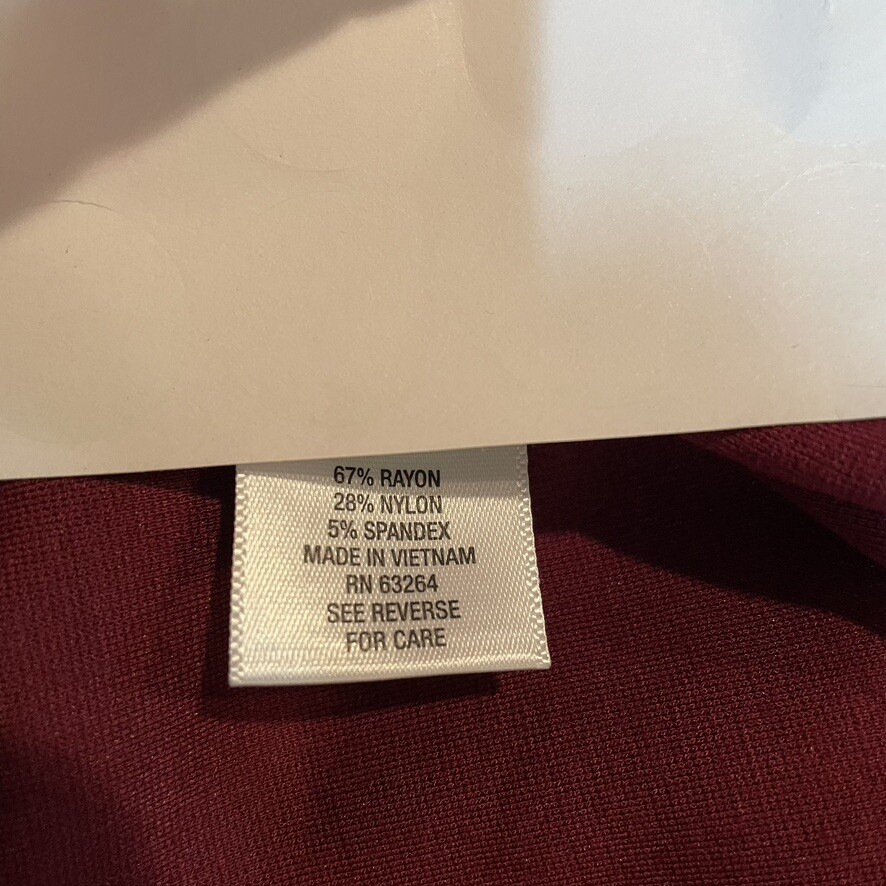 67% RAYON
28% NYLON
5% SPANDEX
MADE IN VIETNAM
RN 63264
SEE REVERSE
FOR CARE